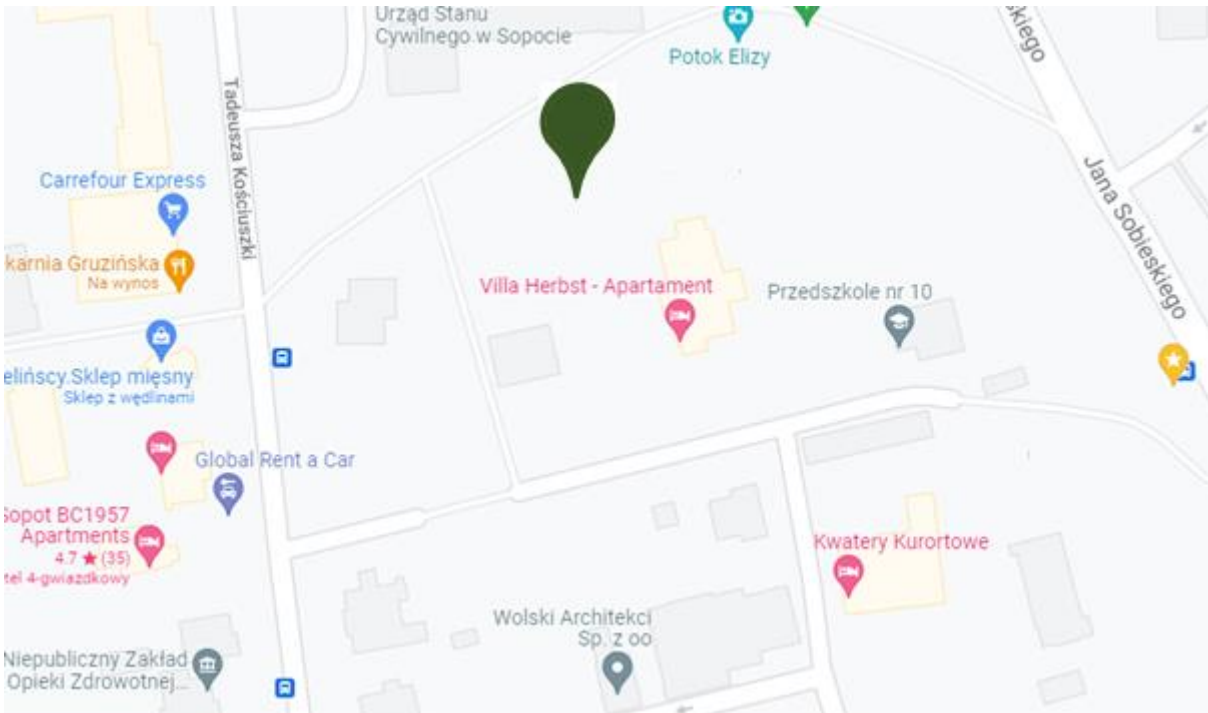 Urząd Stanu
Cywilnego w Sopocie
Potok Elizy
skiego
Tadeusza Kościuszki
Jana Sobieskiego
Carrefour Express
karnia Gruzińska
Na wynos
Villa Herbst - Apartament
Przedszkole nr 10
elińscy.Sklep mięsny
Sklep z wędlinami
Global Rent a Car
Sopot BC1957
Apartments
4.7 ★ (35)
tel 4-gwiazdkowy
Kwatery Kurortowe
Wolski Architekci
Sp. z oo
Niepubliczny Zakład
Opieki Zdrowotnej...